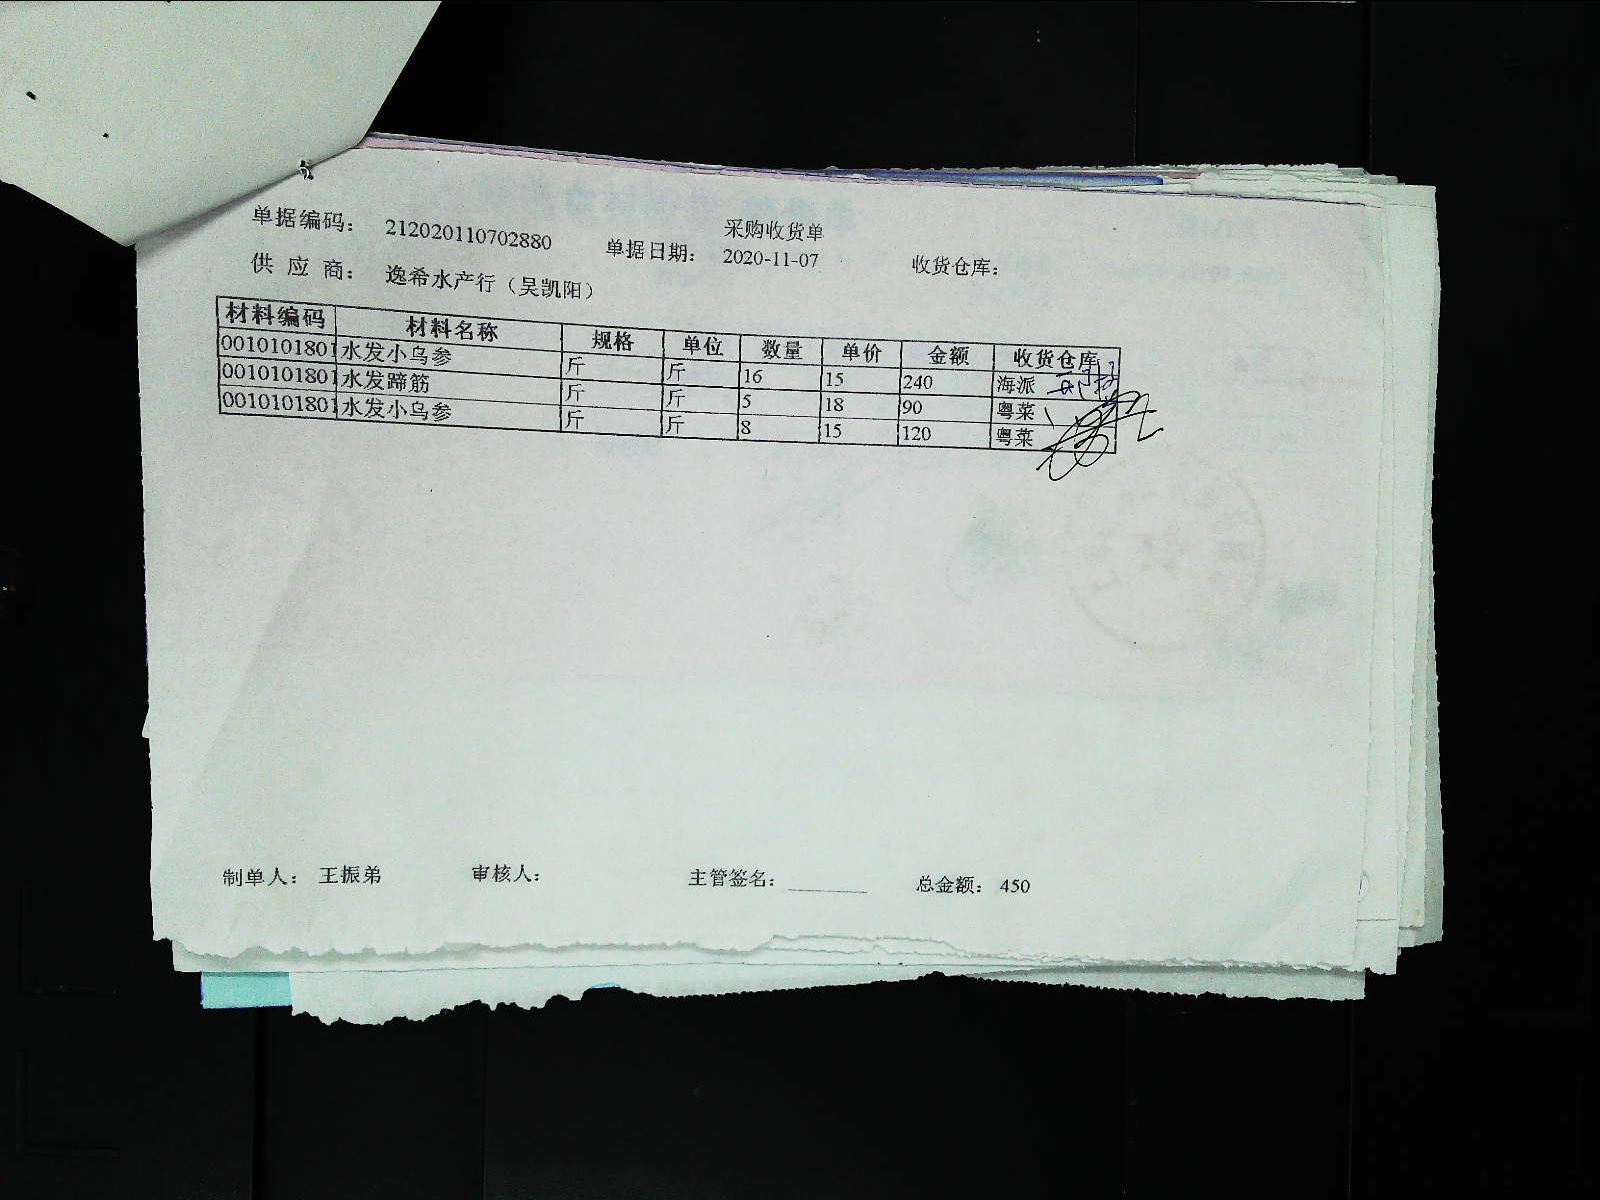 采购收货单
单据编码： 212020110702880 单据日期： 2020-11-07 收货仓库：
供 应 商： 逸希水产行（吴凯阳）
材料编码 材料名称 规格 单位 数量 单价 金额 收货仓库
0010101801 水发小乌参 斤 斤 16 15 240 海派
0010101801 水发蹄筋 斤 斤 5 18 90 粤菜
0010101801 水发小乌参 斤 斤 8 15 120 粤菜
制单人： 王振弟 审核人： 主管签名： 总金额： 450